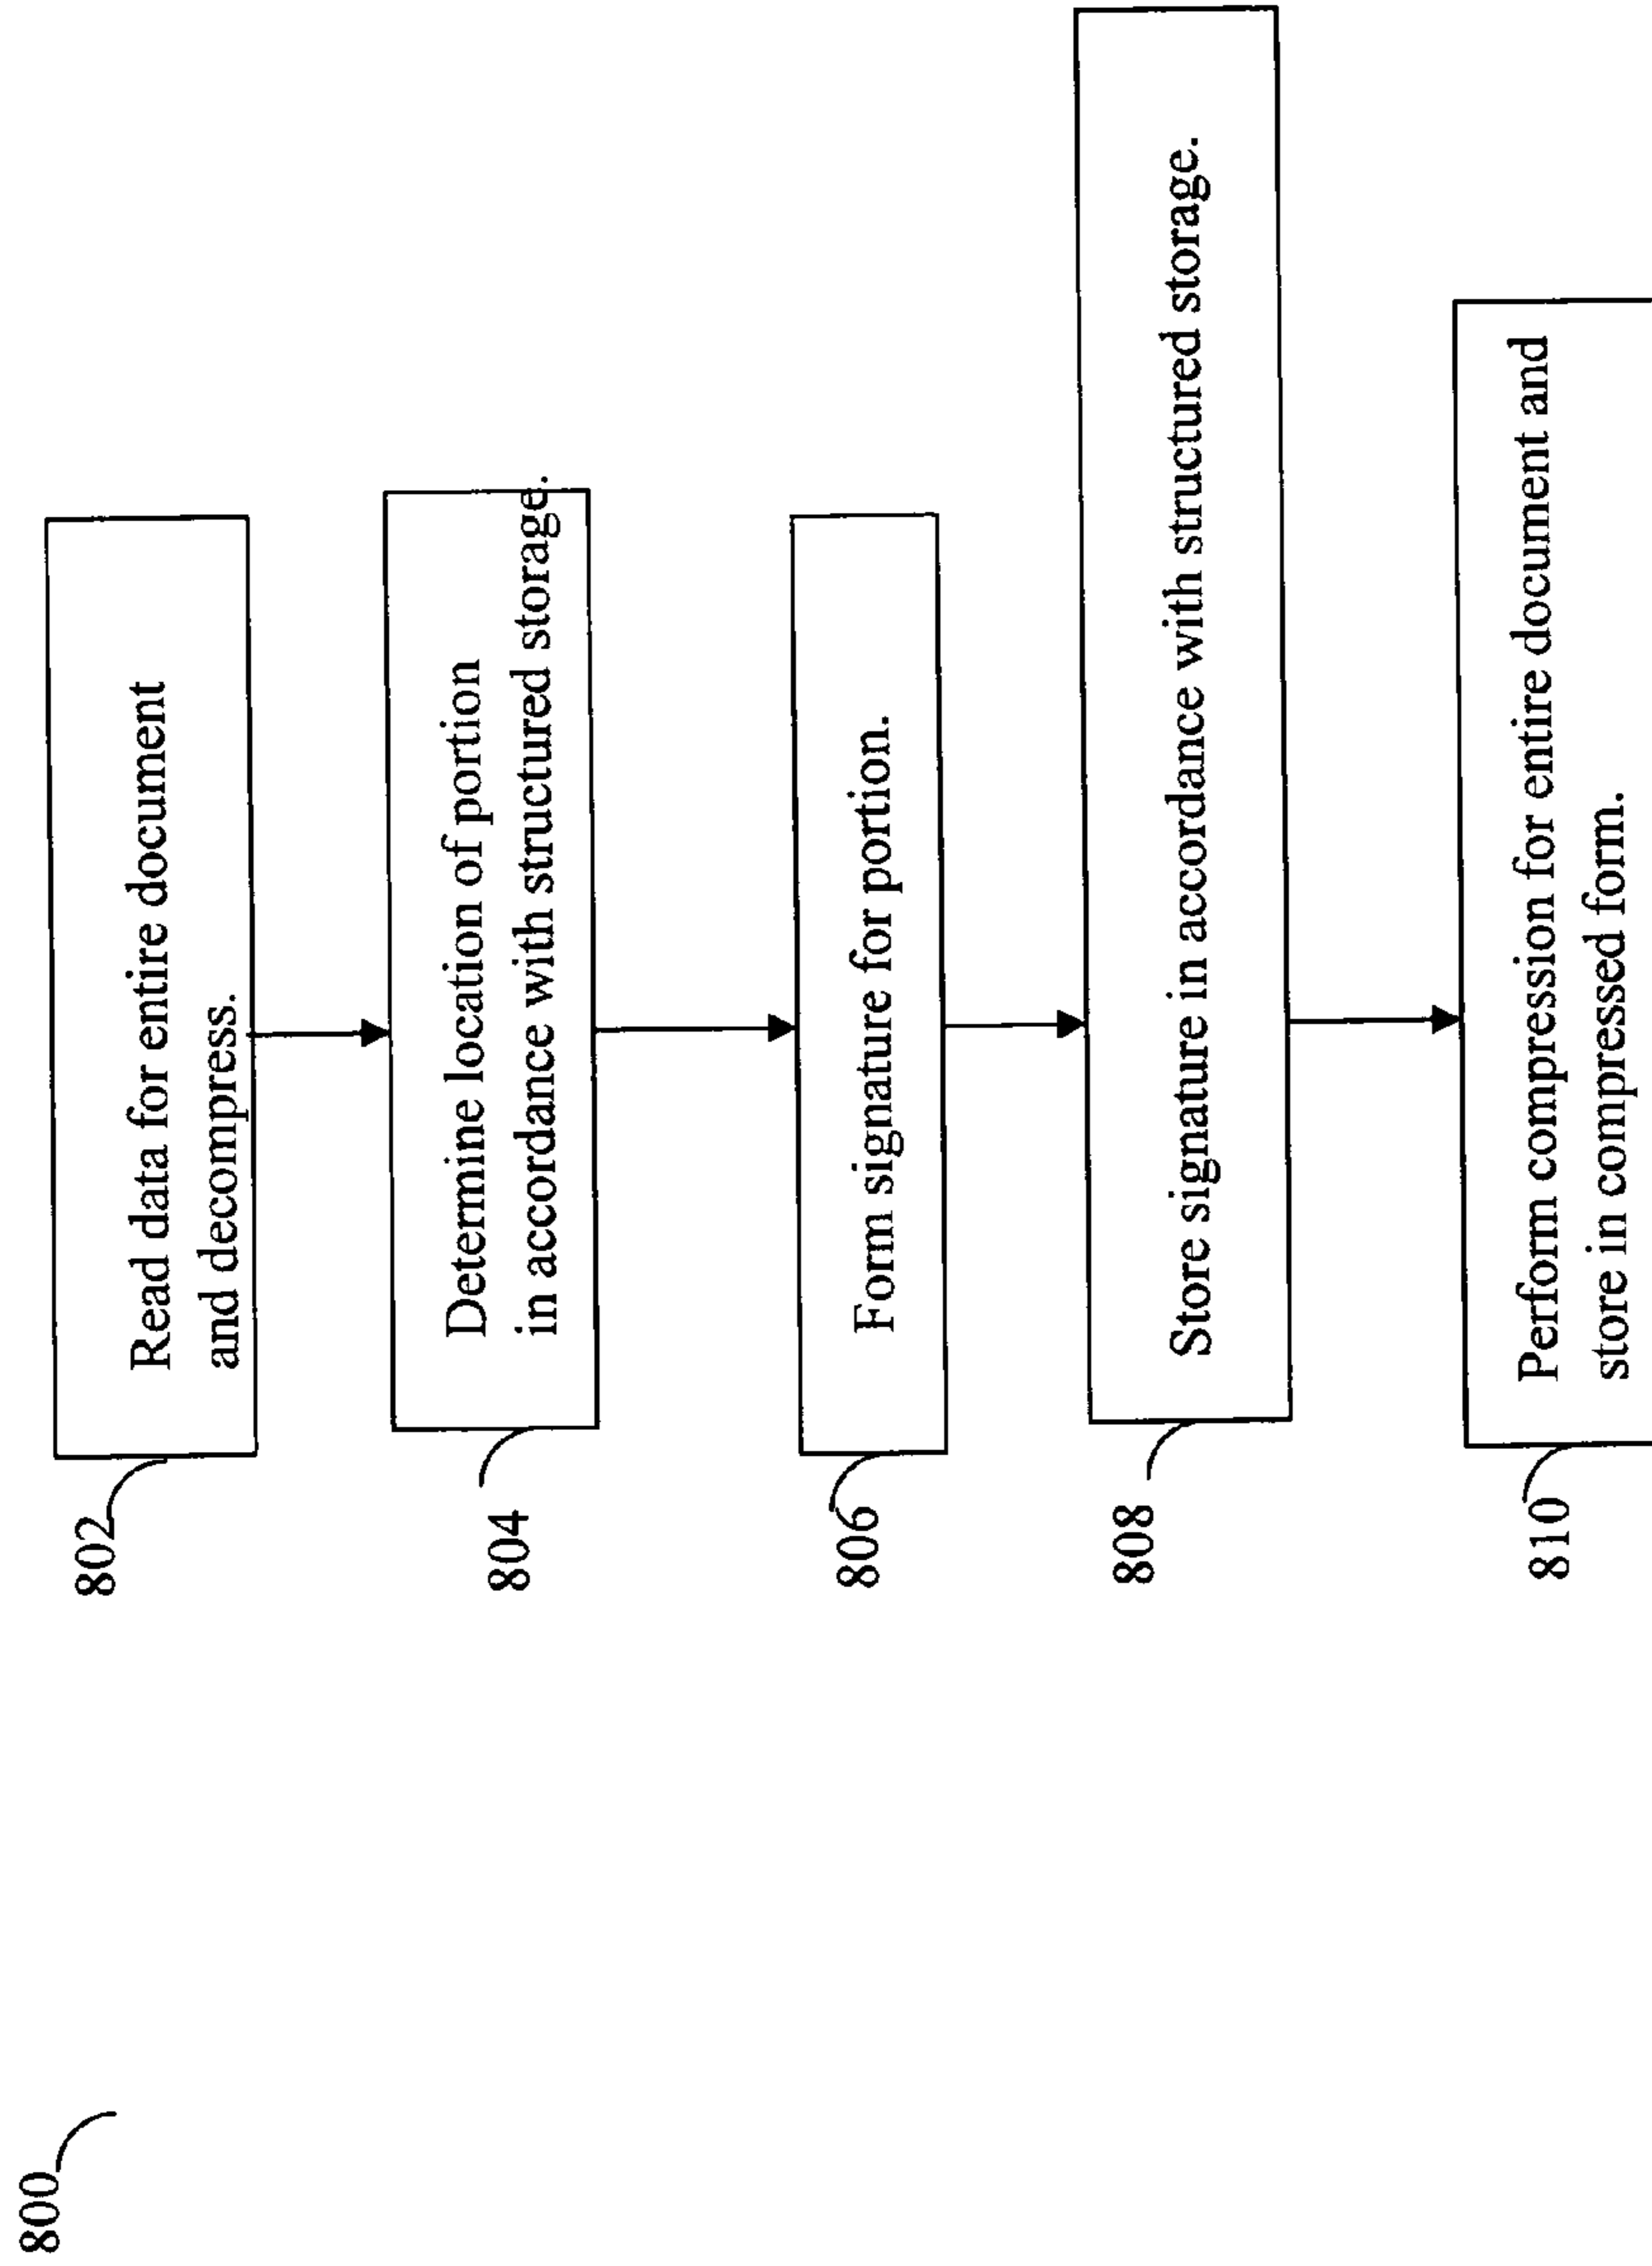 800
802
Read data for entire document
and decompress.
804
Determine location of portion
in accordance with structured storage.
806
Form signature for portion.
808
Store signature in accordance with structured storage.
810
Perform compression for entire document and
store in compressed form.